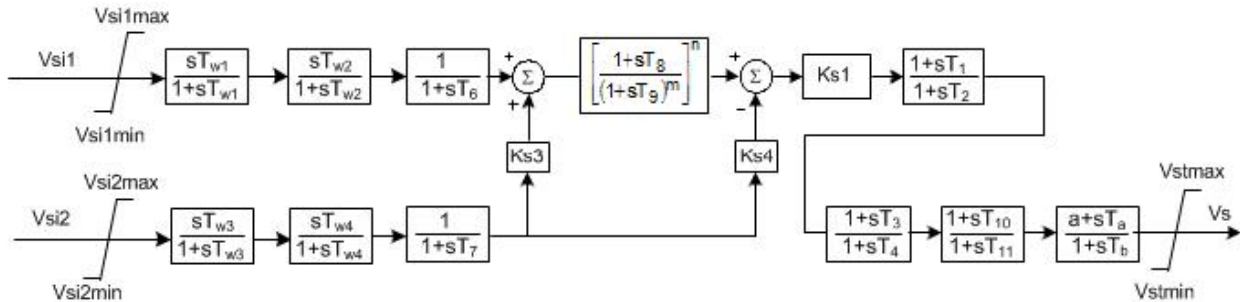 Vsi1max
Vsi1
Vsi1min
sTw1
1+sTw1
sTw2
1+sTw2
1
1+sT6
+
Σ
+
1+sT8
(1+sT9)m
n
+
Σ
−
Ks1
1+sT1
1+sT2
Ks3
Ks4
Vsi2max
Vsi2
Vsi2min
sTw3
1+sTw3
sTw4
1+sTw4
1
1+sT7
1+sT3
1+sT4
1+sT10
1+sT11
a+sTa
1+sTb
Vstmax
Vs
Vstmin